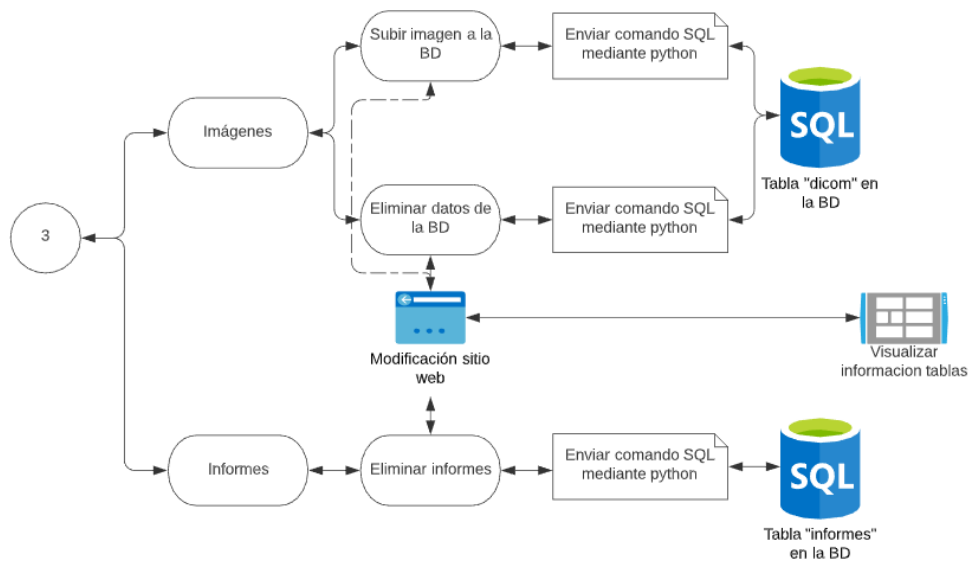 Subir imagen a la
BD
Enviar comando SQL
mediante python
Imágenes
SQL
Tabla "dicom" en
la BD
3
Eliminar datos de
la BD
Enviar comando SQL
mediante python
Modificación sitio
web
Visualizar
informacion tablas
Informes
Eliminar informes
Enviar comando SQL
mediante python
SQL
Tabla "informes"
en la BD